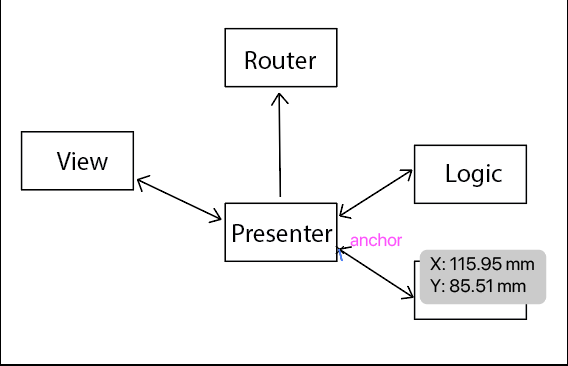 Router
View
Logic
Presenter
anchor
X: 115.95 mm
Y: 85.51 mm